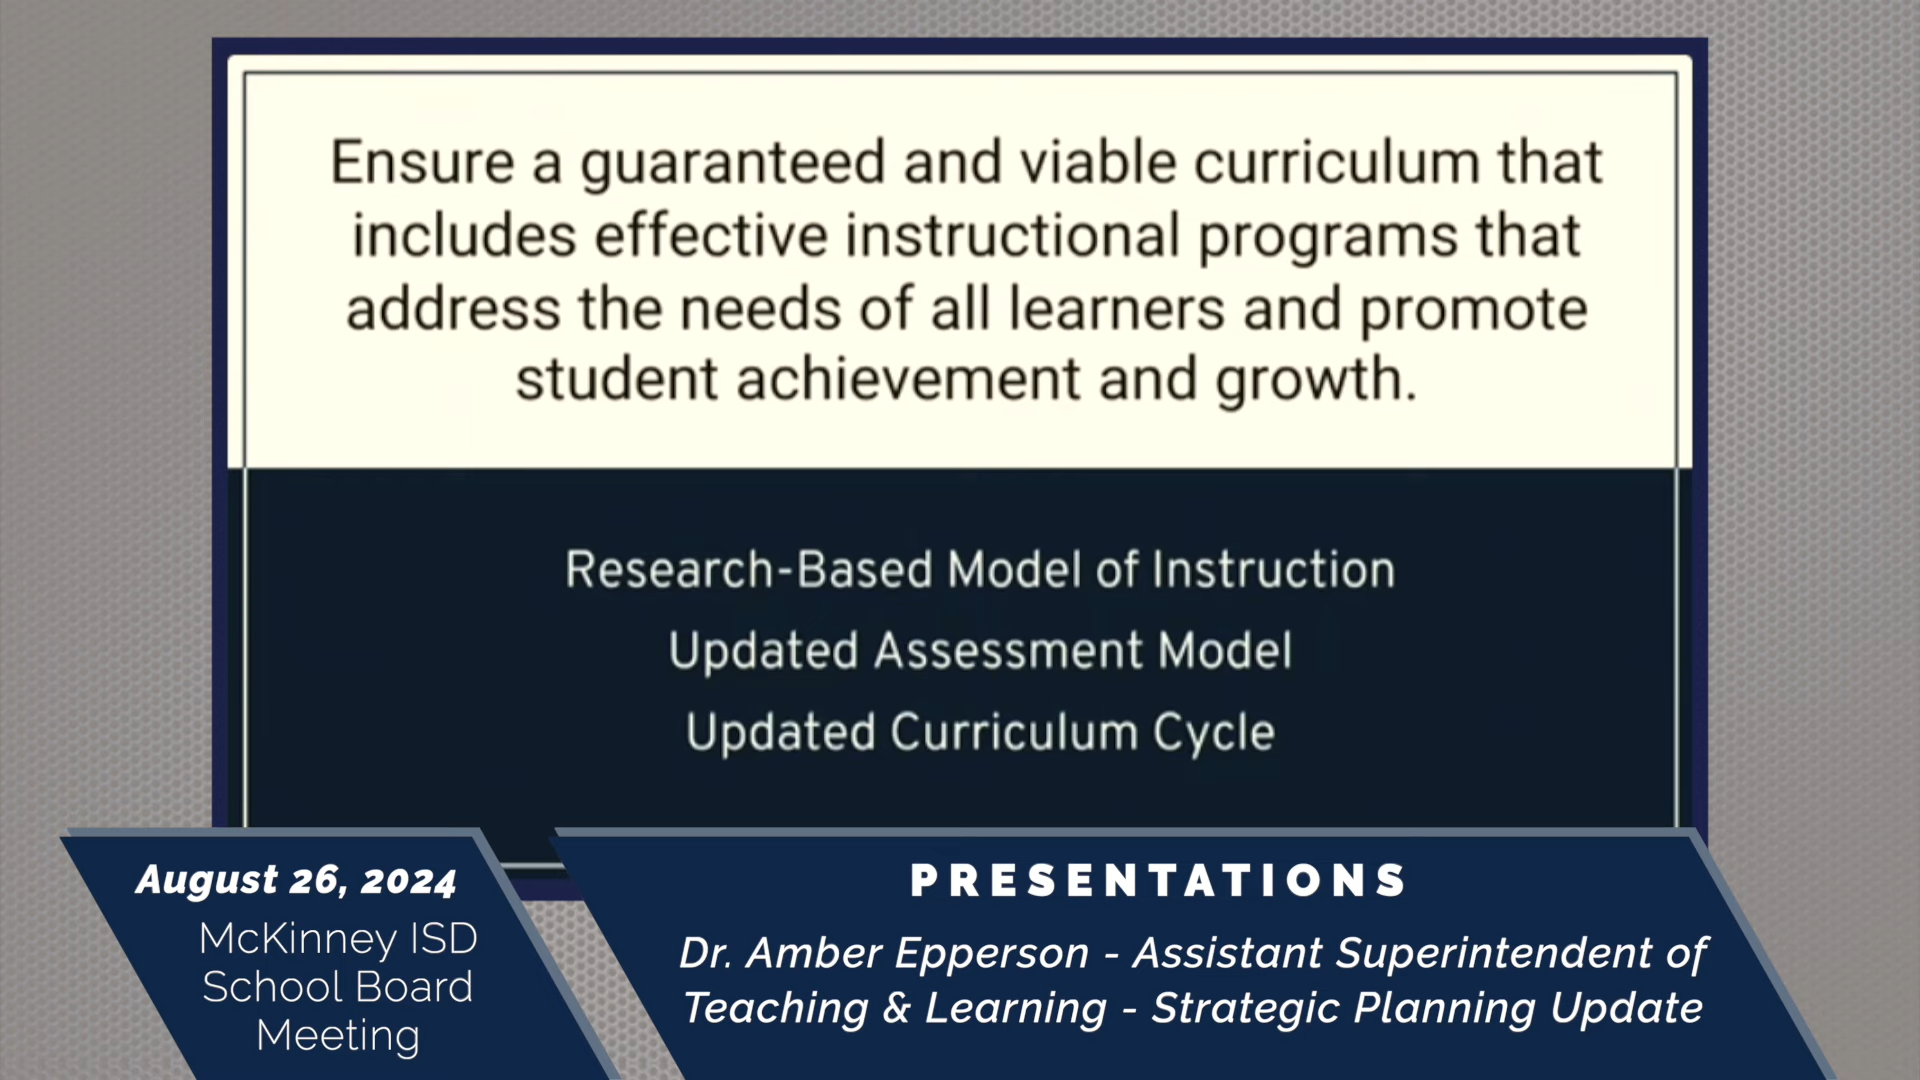 Ensure a guaranteed and viable curriculum that
includes effective instructional programs that
address the needs of all learners and promote
student achievement and growth.
Research-Based Model of Instruction
Updated Assessment Model
Updated Curriculum Cycle
August 26, 2024
McKinney ISD
School Board
Meeting
PRESENTATIONS
Dr. Amber Epperson - Assistant Superintendent of
Teaching & Learning - Strategic Planning Update